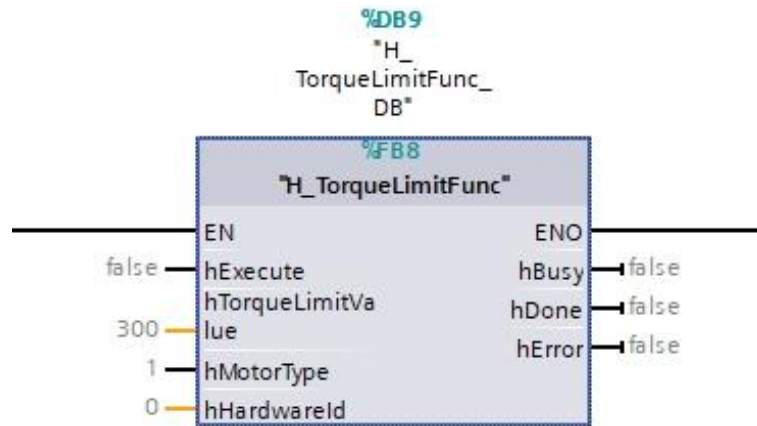 %DB9
"H_
TorqueLimitFunc_
DB"
%FB8
"H_TorqueLimitFunc"
EN
ENO
false
hExecute
hBusy
false
hTorqueLimitVa
lue
300
hDone
false
hError
false
1
hMotorType
0
hHardwareId